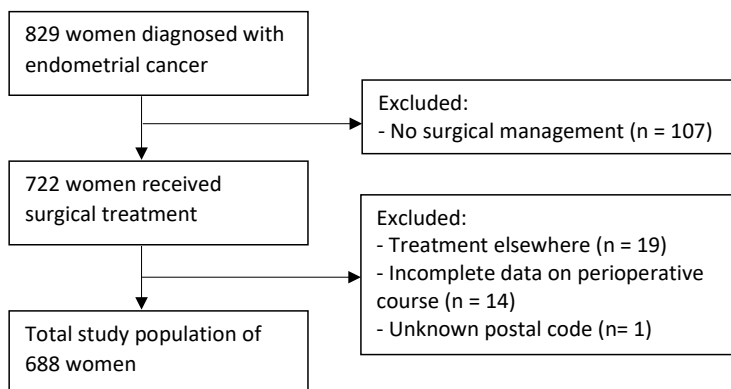 829 women diagnosed with
endometrial cancer
Excluded:
- No surgical management (n = 107)
722 women received
surgical treatment
Excluded:
- Treatment elsewhere (n = 19)
- Incomplete data on perioperative
course (n = 14)
- Unknown postal code (n= 1)
Total study population of
688 women